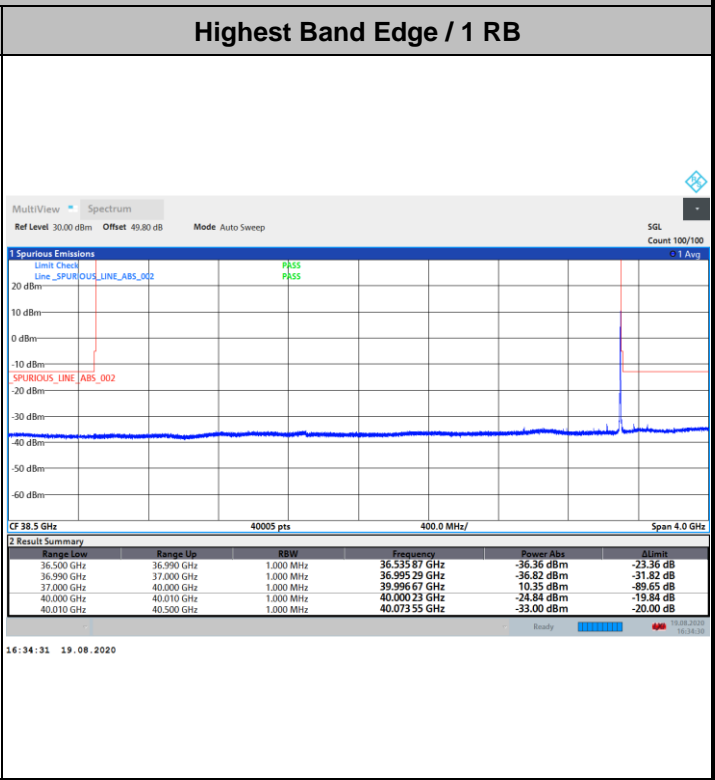 Highest Band Edge / 1 RB
MultiView Spectrum
Ref Level 30.00 dBm Offset 49.80 dB Mode Auto Sweep SGL
Count 100/100
1 Spurious Emissions 1 Avg
Limit Check PASS
Line _SPURIOUS_LINE_ABS_002 PASS
20 dBm
10 dBm
0 dBm
-10 dBm
_SPURIOUS_LINE_ABS_002
-20 dBm
-30 dBm
-40 dBm
-50 dBm
-60 dBm
CF 38.5 GHz 40005 pts 400.0 MHz/ Span 4.0 GHz
2 Result Summary
Range Low Range Up RBW Frequency Power Abs ΔLimit
36.500 GHz 36.990 GHz 1.000 MHz 36.535 87 GHz -36.36 dBm -23.36 dB
36.990 GHz 37.000 GHz 1.000 MHz 36.995 29 GHz -36.82 dBm -31.82 dB
37.000 GHz 40.000 GHz 1.000 MHz 39.996 67 GHz 10.35 dBm -89.65 dB
40.000 GHz 40.010 GHz 1.000 MHz 40.000 23 GHz -24.84 dBm -19.84 dB
40.010 GHz 40.500 GHz 1.000 MHz 40.073 55 GHz -33.00 dBm -20.00 dB
Ready 19.08.2020
16:34:30
16:34:31 19.08.2020